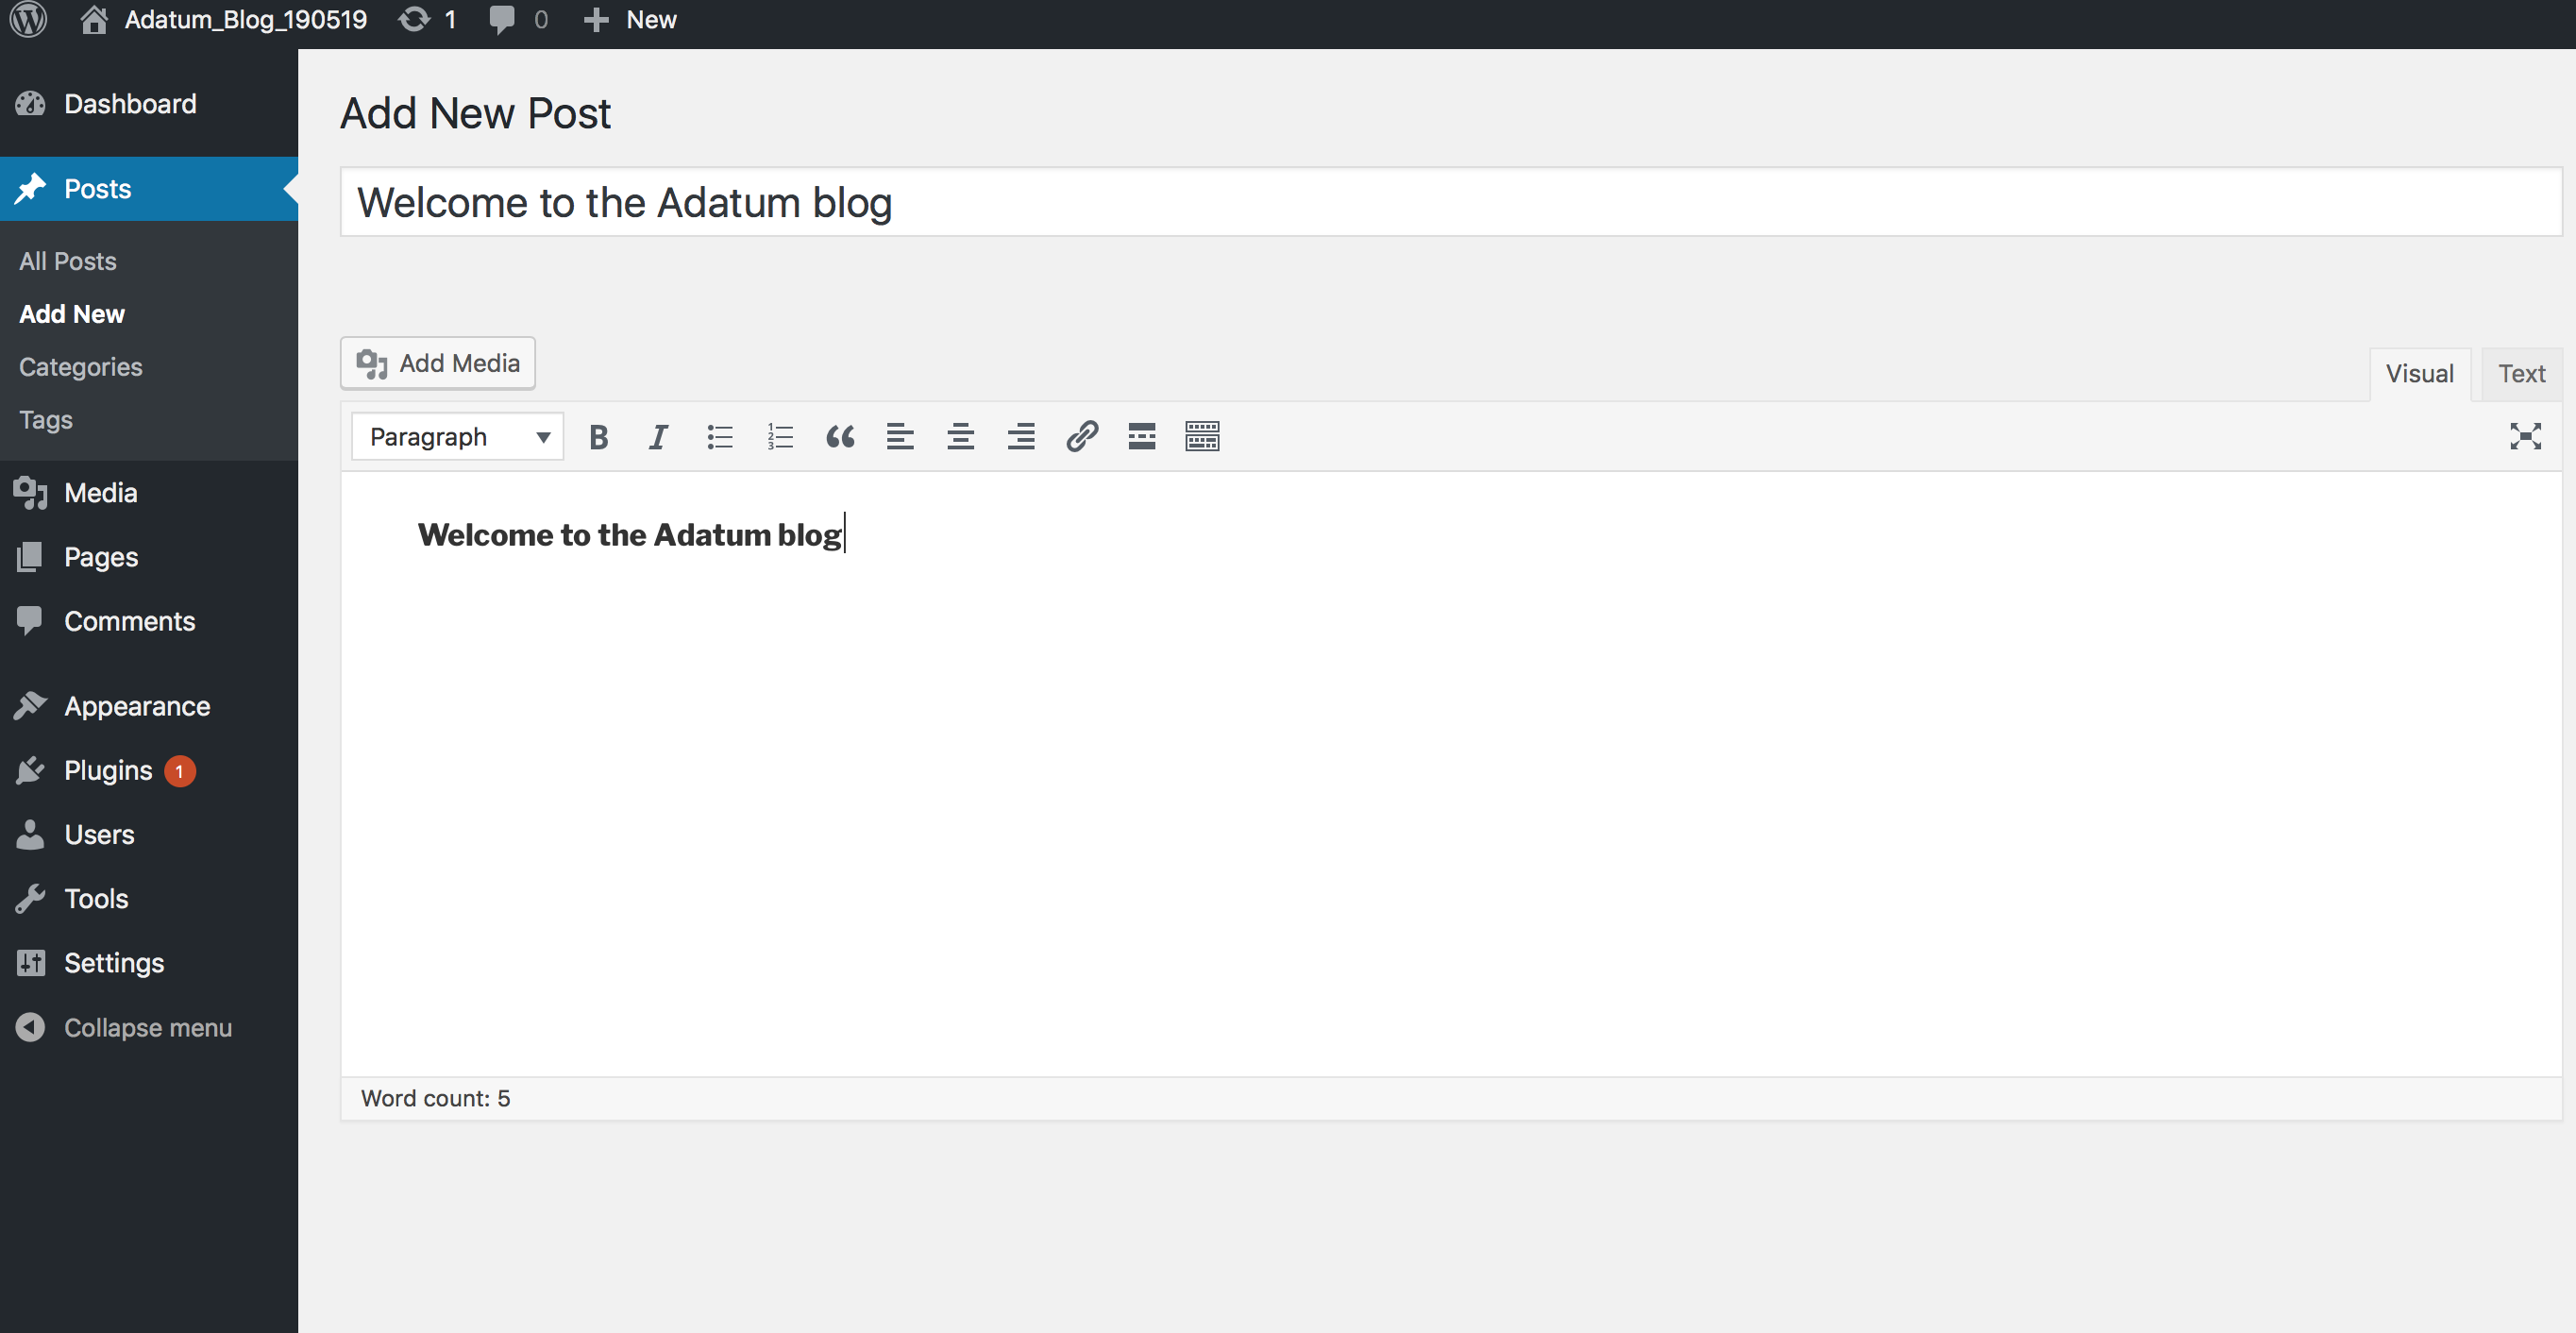 Adatum_Blog_190519 1 0 New
Dashboard
Posts
All Posts
Add New
Categories
Tags
Media
Pages
Comments
Appearance
Plugins 1
Users
Tools
Settings
Collapse menu
Add New Post
Welcome to the Adatum blog
Add Media
Visual Text
Paragraph B I
Welcome to the Adatum blog
Word count: 5